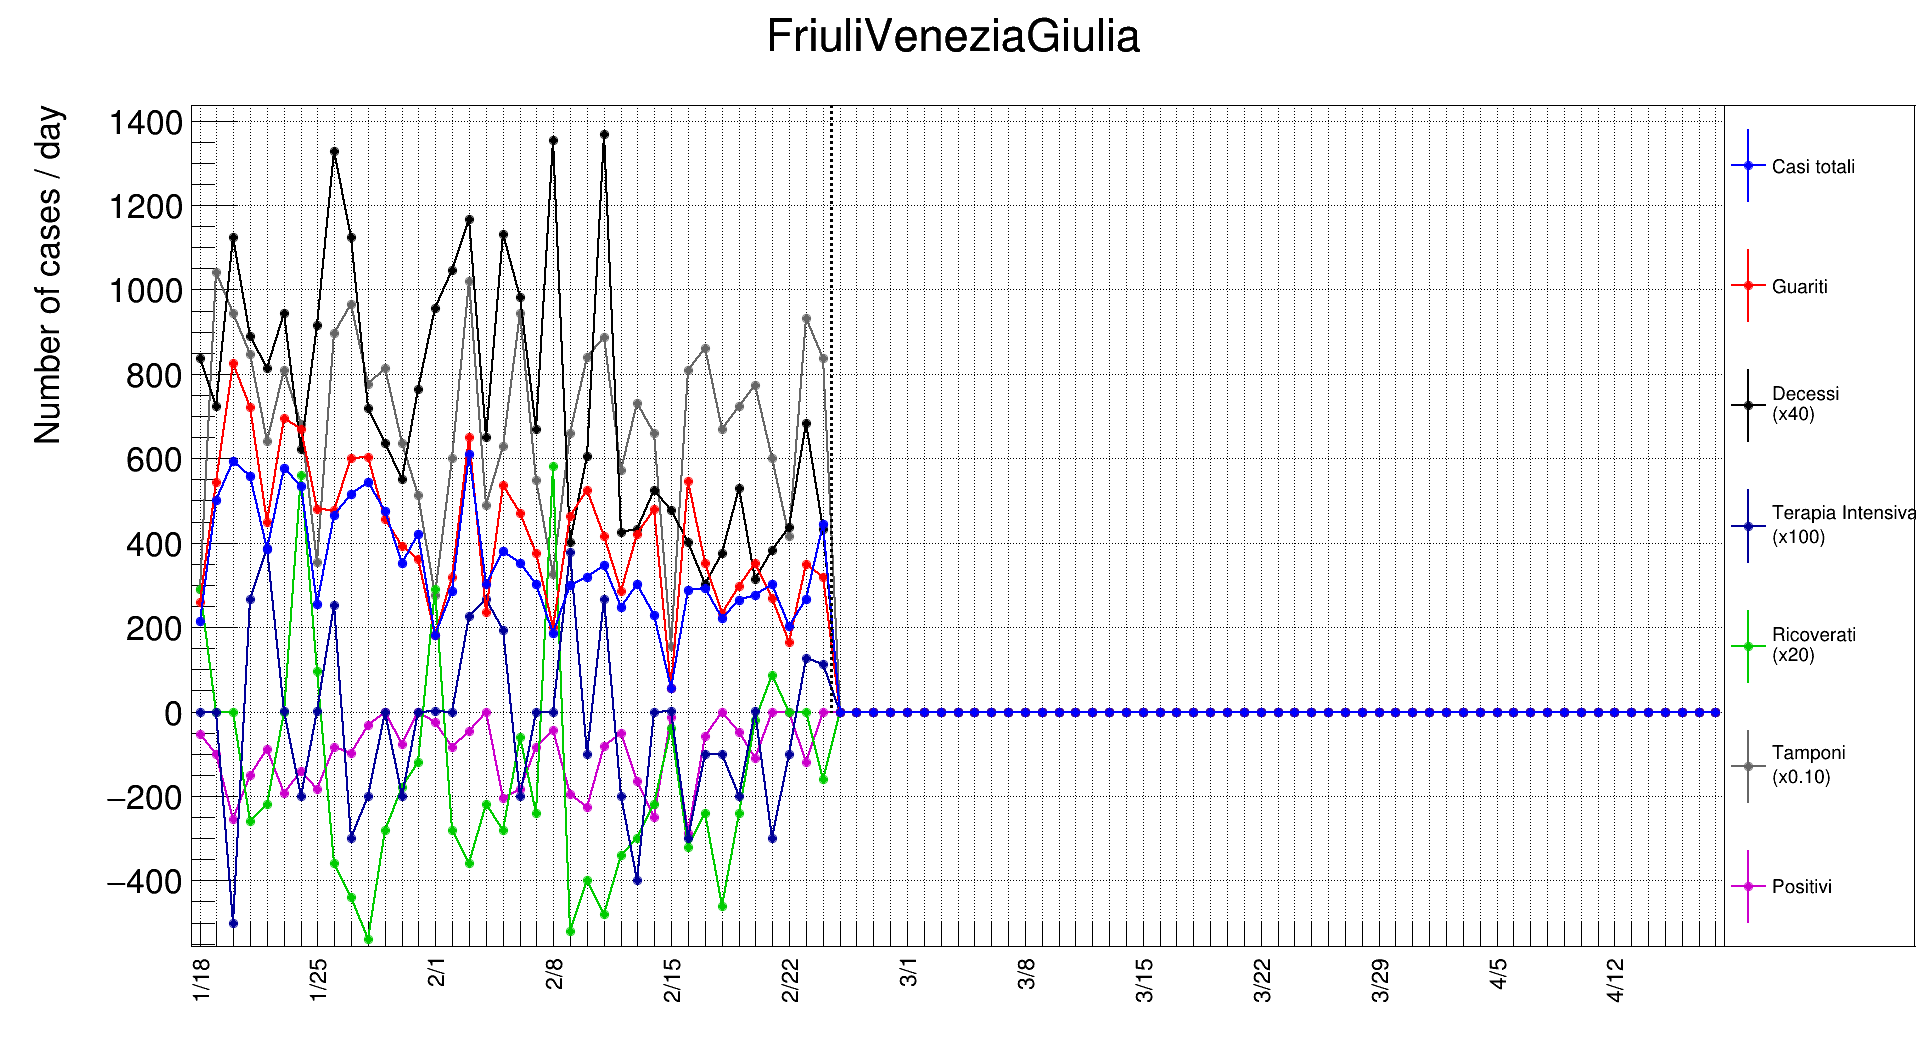 FriuliVeneziaGiulia
Number of cases / day
1400
1200
1000
800
600
400
200
0
−200
−400
1/18
1/25
2/1
2/8
2/15
2/22
3/1
3/8
3/15
3/22
3/29
4/5
4/12
Casi totali
Guariti
Decessi
(x40)
Terapia Intensiva
(x100)
Ricoverati
(x20)
Tamponi
(x0.10)
Positivi